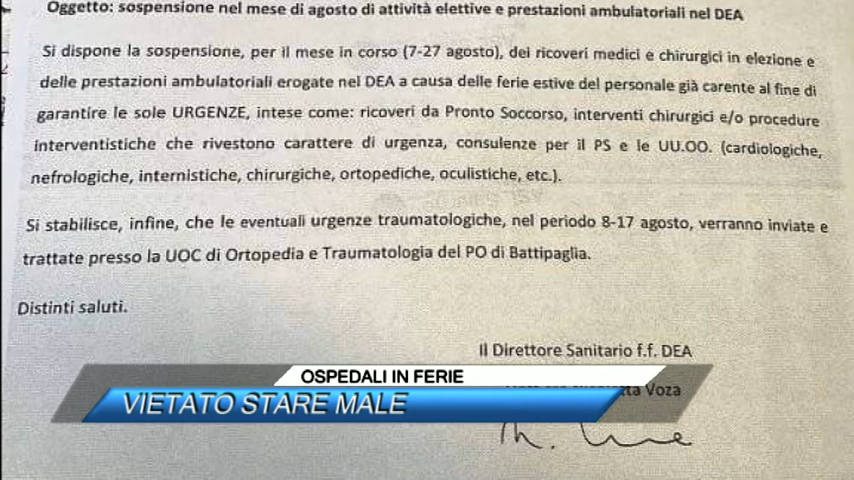 Oggetto: sospensione nel mese di agosto di attività elettive e prestazioni ambulatoriali nel DEA
Si dispone la sospensione, per il mese in corso (7-27 agosto), dei ricoveri medici e chirurgici in elezione e
delle prestazioni ambulatoriali erogate nel DEA a causa delle ferie estive del personale già carente al fine di
garantire le sole URGENZE, intese come: ricoveri da Pronto Soccorso, interventi chirurgici e/o procedure
interventistiche che rivestono carattere di urgenza, consulenze per il PS e le UU.OO. (cardiologiche,
nefrologiche, internistiche, chirurgiche, ortopediche, oculistiche, etc.).
Si stabilisce, infine, che le eventuali urgenze traumatologiche, nel periodo 8-17 agosto, verranno inviate e
trattate presso la UOC di Ortopedia e Traumatologia del PO di Battipaglia.
Distinti saluti.
Il Direttore Sanitario f.f. DEA
Voza
OSPEDALI IN FERIE
VIETATO STARE MALE